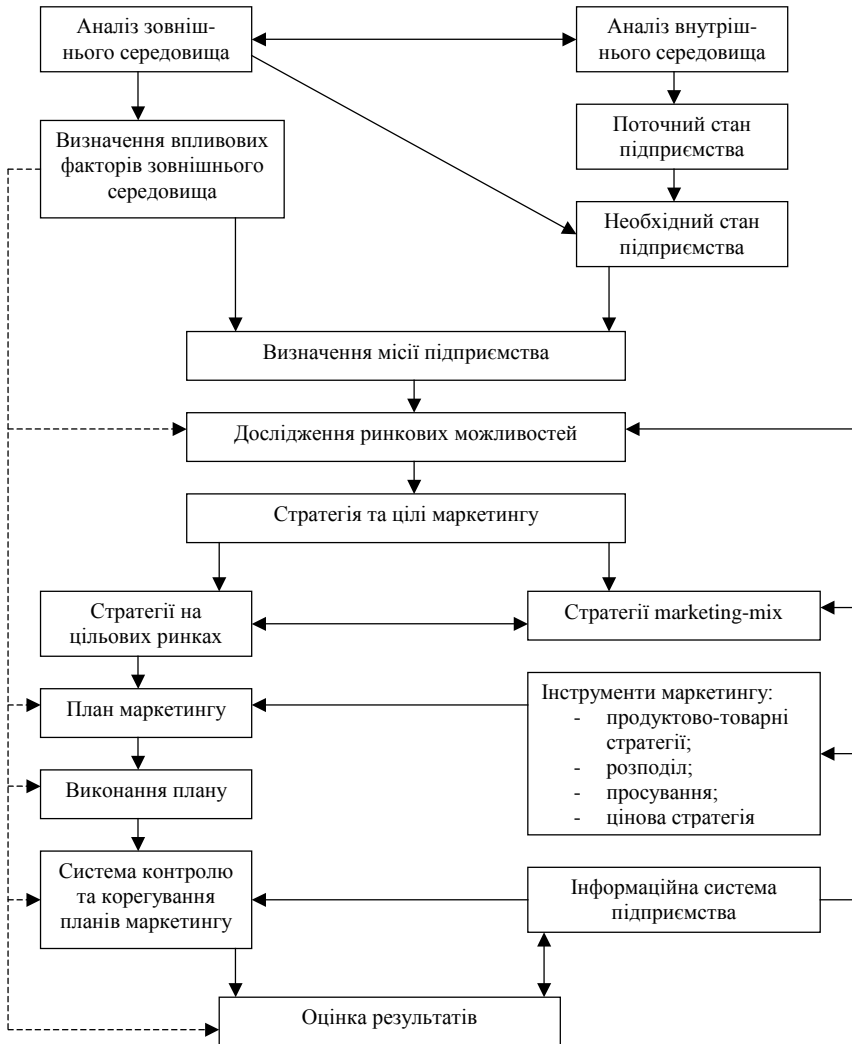 Аналіз зовніш-
нього середовища
Аналіз внутріш-
нього середовища
Визначення впливових
факторів зовнішнього
середовища
Поточний стан
підприємства
Необхідний стан
підприємства
Визначення місії підприємства
Дослідження ринкових можливостей
Стратегія та цілі маркетингу
Стратегії на
цільових ринках
Стратегії marketing-mix
План маркетингу
Інструменти маркетингу:
- продуктово-товарні
стратегії;
- розподіл;
- просування;
- цінова стратегія
Виконання плану
Система контролю
та корегування
планів маркетингу
Інформаційна система
підприємства
Оцінка результатів